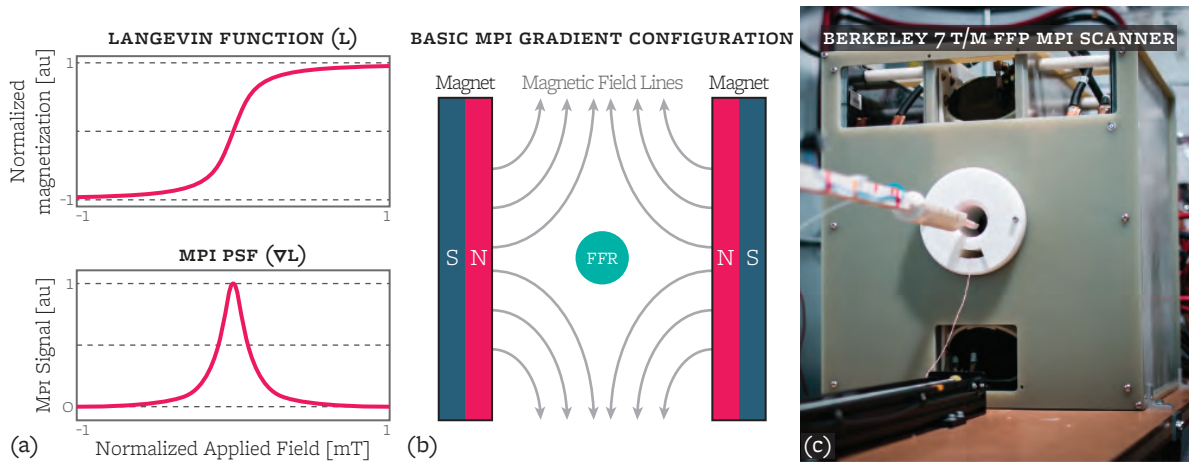 LANGEVIN FUNCTION (L)
Normalized
magnetization [au]
1
-1
-1
1
MPI PSF (∇L)
MPI Signal [au]
1
0
-1
1
(a)
Normalized Applied Field [mT]
BASIC MPI GRADIENT CONFIGURATION
Magnet
Magnetic Field Lines
Magnet
S
N
FFR
N
S
(b)
BERKELEY 7 T/M FFP MPI SCANNER
(c)